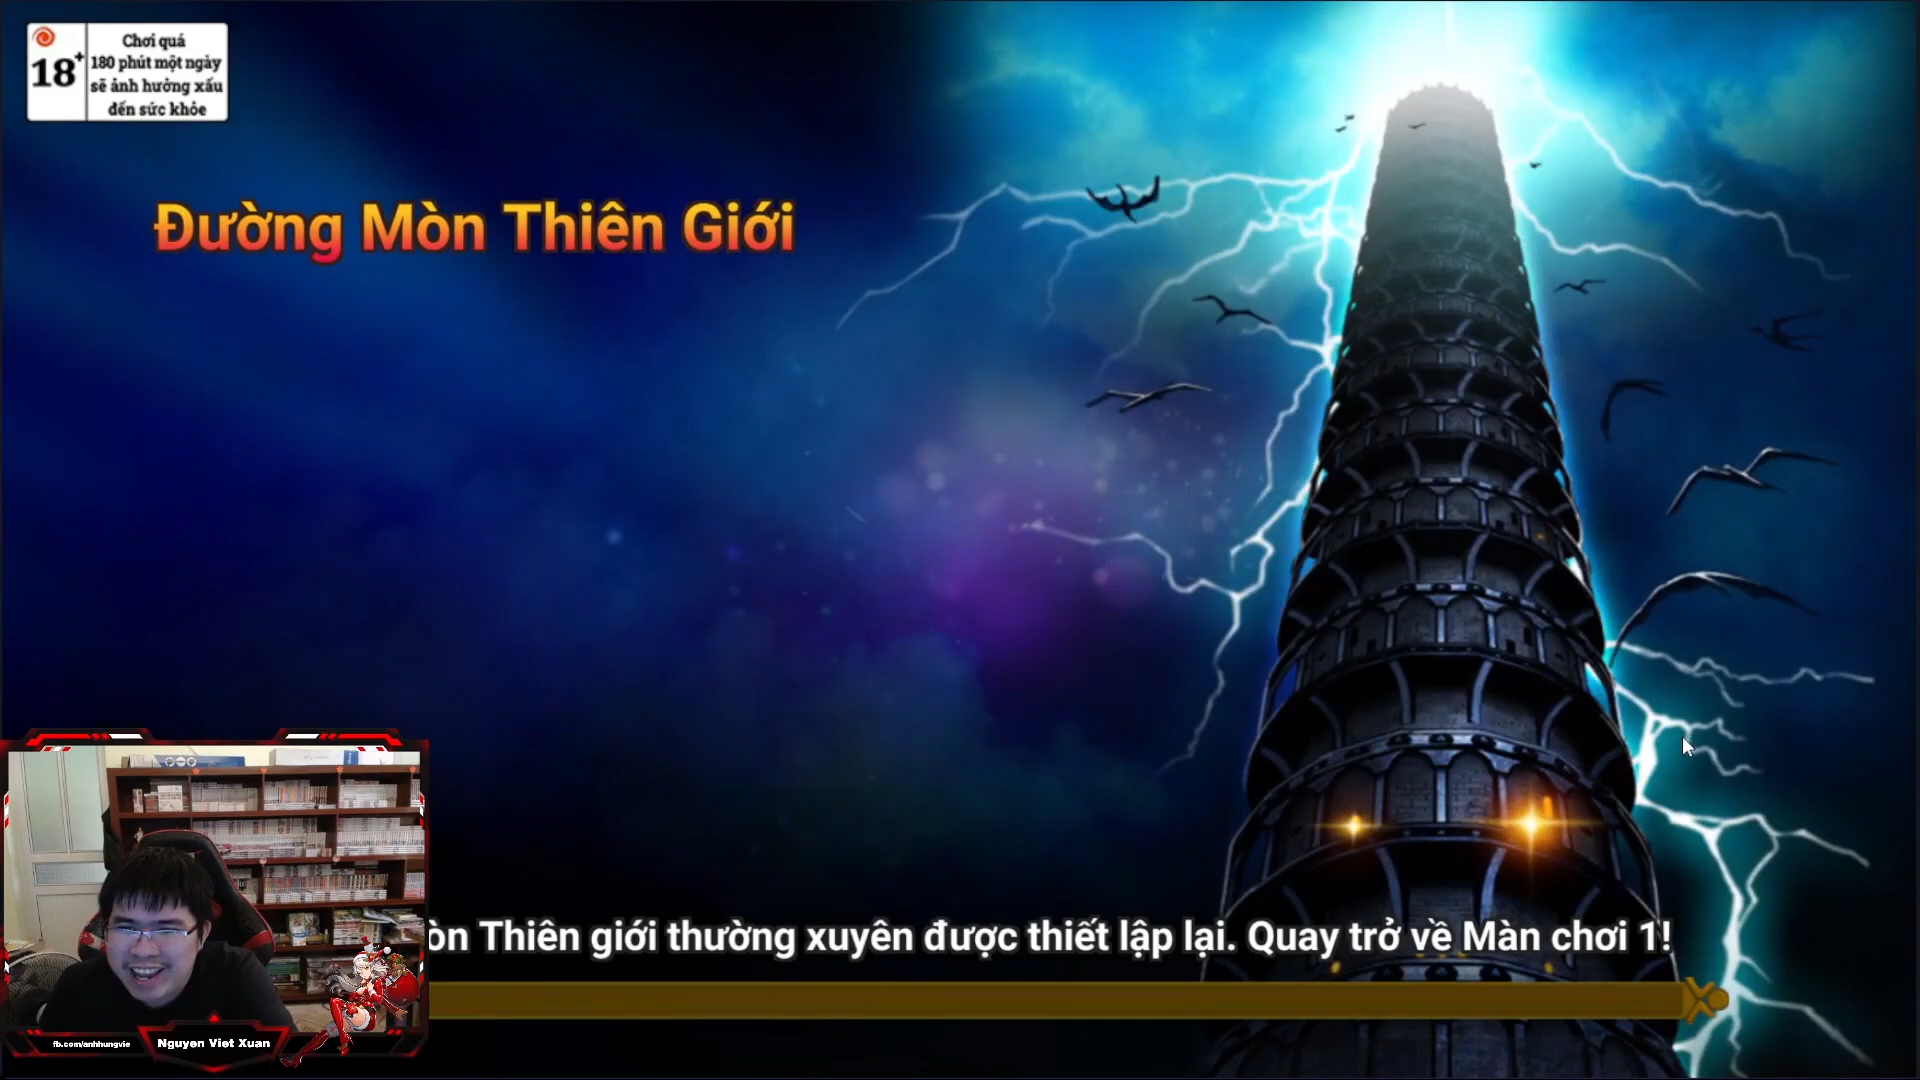 18+
Chơi quá
180 phút một ngày
sẽ ảnh hưởng xấu
đến sức khỏe
Đường Mòn Thiên Giới
òn Thiên giới thường xuyên được thiết lập lại. Quay trở về Màn chơi 1!
fb.com/anhhungvie
Nguyen Viet Xuan